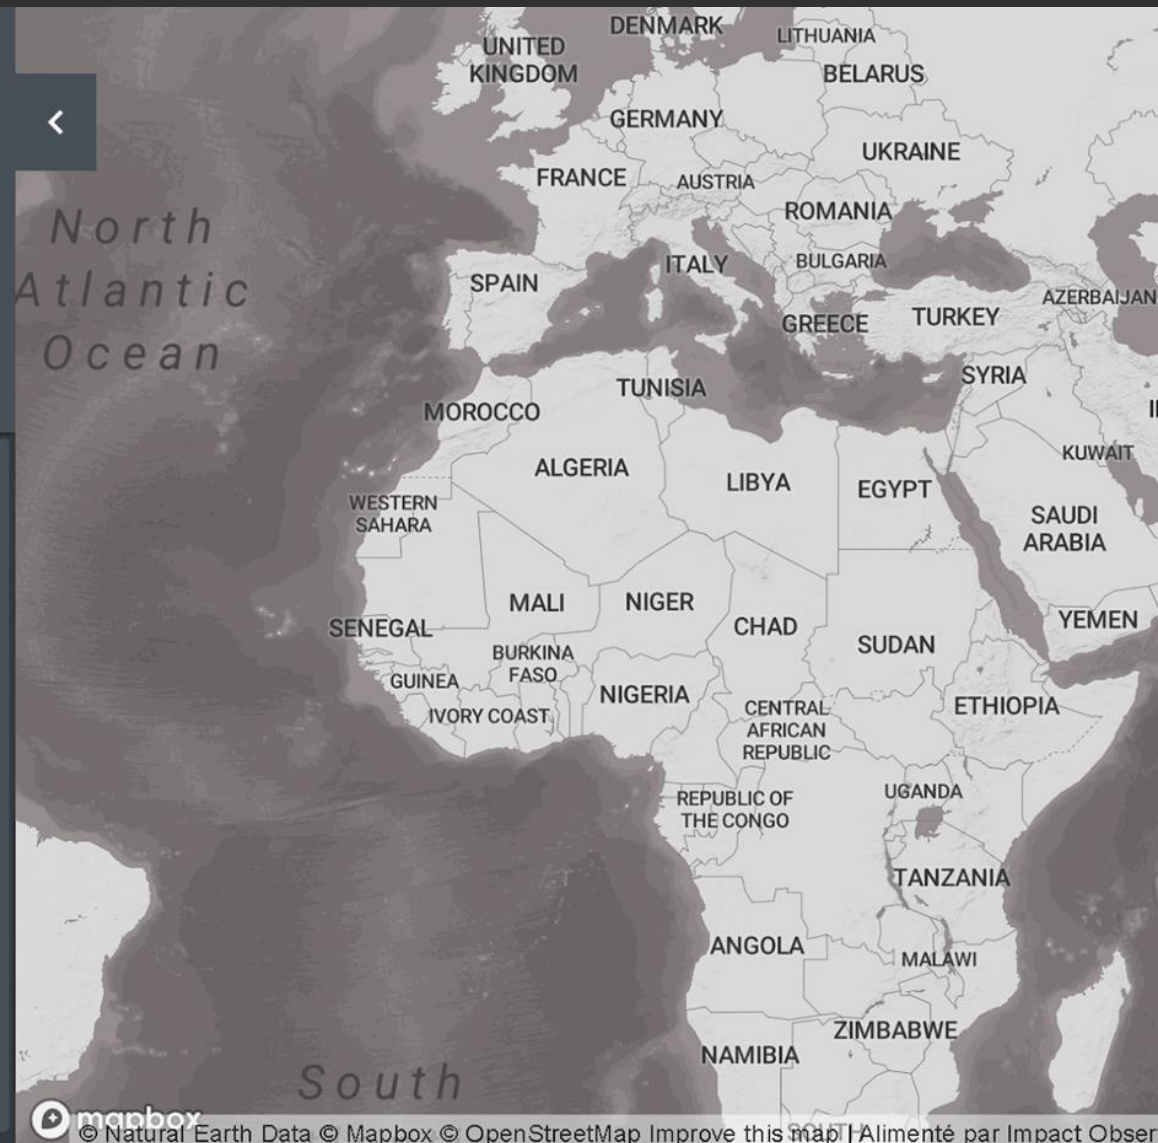 DENMARK
LITHUANIA
UNITED
KINGDOM
BELARUS
GERMANY
UKRAINE
FRANCE
AUSTRIA
ROMANIA
North
Atlantic
Ocean
ITALY
BULGARIA
SPAIN
AZERBAIJAN
GREECE
TURKEY
SYRIA
TUNISIA
MOROCCO
KUWAIT
ALGERIA
LIBYA
EGYPT
WESTERN
SAHARA
SAUDI
ARABIA
MALI
NIGER
CHAD
YEMEN
SENEGAL
SUDAN
BURKINA
FASO
GUINEA
NIGERIA
IVORY COAST
CENTRAL
AFRICAN
REPUBLIC
ETHIOPIA
UGANDA
REPUBLIC OF
THE CONGO
TANZANIA
ANGOLA
MALAWI
ZIMBABWE
NAMIBIA
South
mapbox
SOUTH
© Natural Earth Data © Mapbox © OpenStreetMap Improve this map | Alimenté par Impact Obser